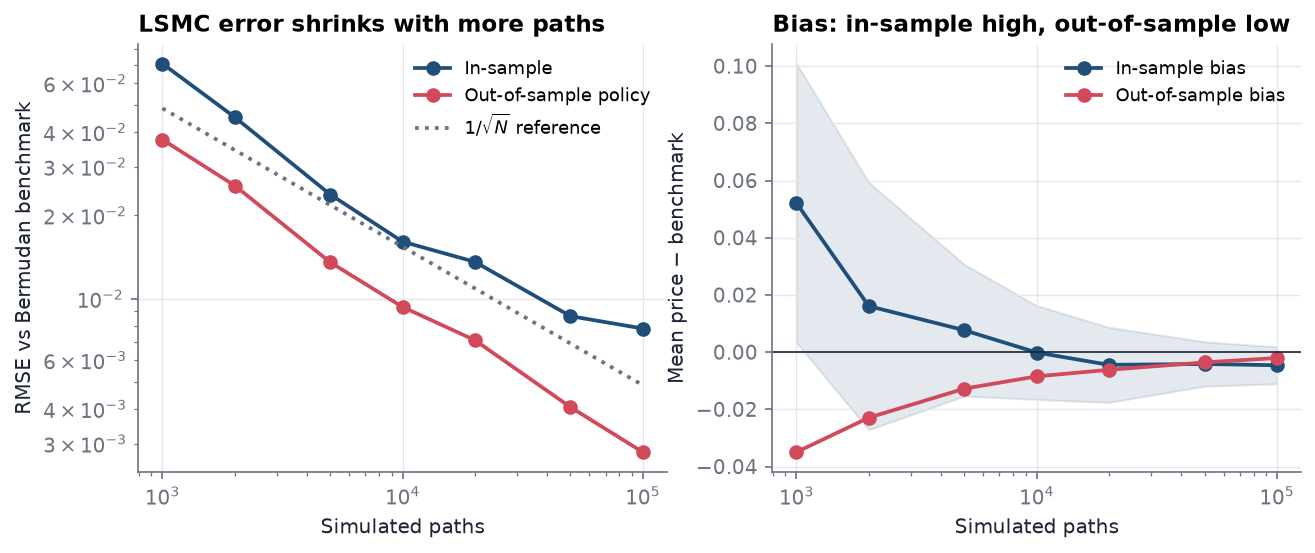 LSMC error shrinks with more paths
In-sample
Out-of-sample policy
1/√N reference
6 × 10⁻²
4 × 10⁻²
3 × 10⁻²
2 × 10⁻²
10⁻²
6 × 10⁻³
4 × 10⁻³
3 × 10⁻³
RMSE vs Bermudan benchmark
10³ 10⁴ 10⁵
Simulated paths
Bias: in-sample high, out-of-sample low
In-sample bias
Out-of-sample bias
0.10
0.08
0.06
0.04
0.02
0.00
−0.02
−0.04
Mean price − benchmark
10³ 10⁴ 10⁵
Simulated paths